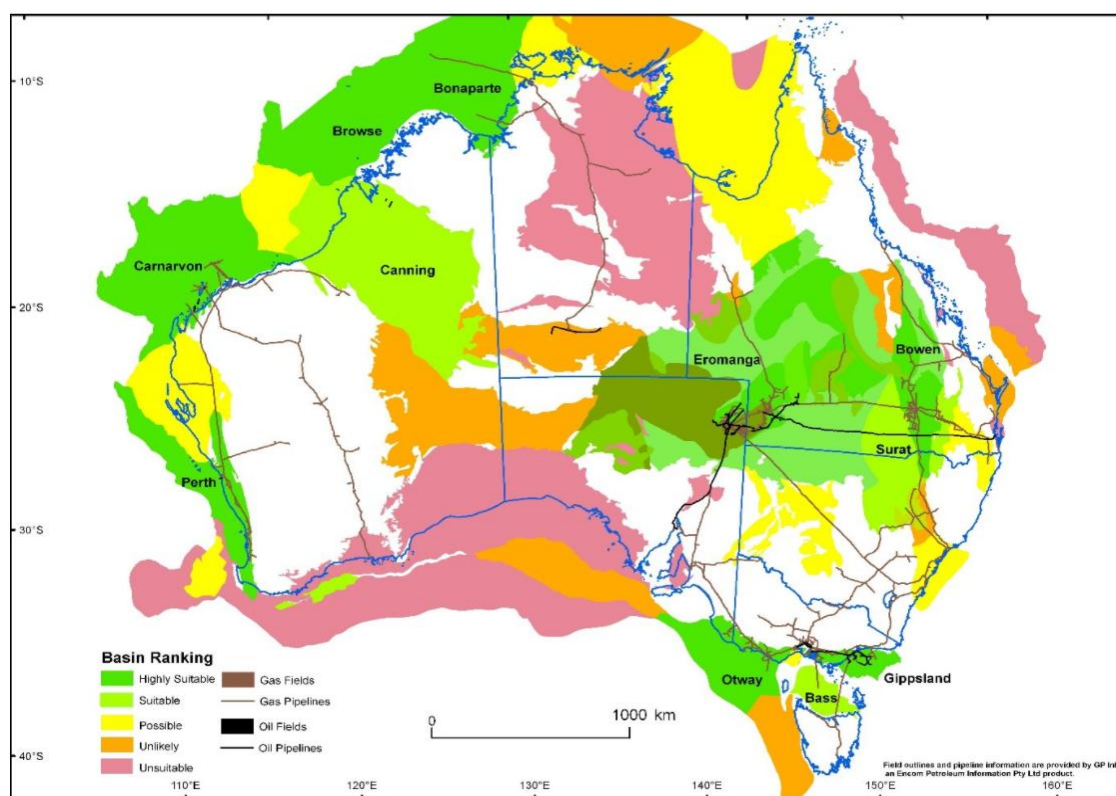 10°S
20°S
30°S
40°S
110°E
120°E
130°E
140°E
150°E
160°E
Bonaparte
Browse
Carnarvon
Canning
Perth
Eromanga
Bowen
Surat
Otway
Bass
Gippsland
Basin Ranking
Highly Suitable
Suitable
Possible
Unlikely
Unsuitable
Gas Fields
Gas Pipelines
Oil Fields
Oil Pipelines
0 1000 km
Field outlines and pipeline information are provided by GP Inf
an Encom Petroleum Information Pty Ltd product.